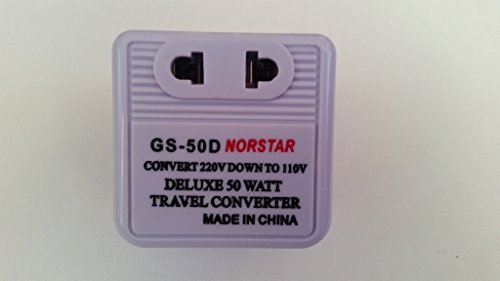 GS-50D NORSTAR
CONVERT 220V DOWN TO 110V
DELUXE 50 WATT
TRAVEL CONVERTER
MADE IN CHINA